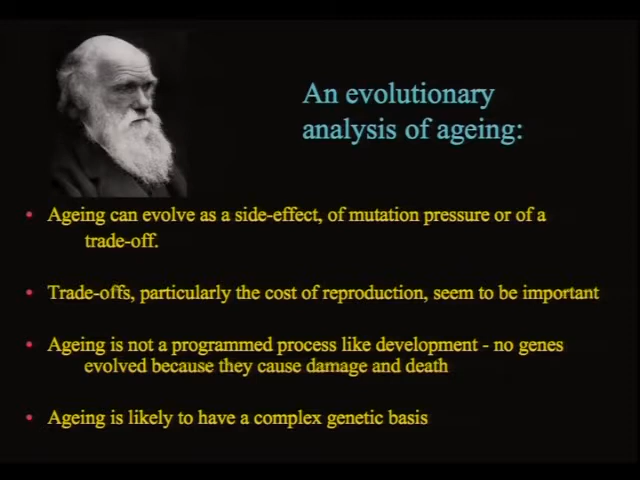 An evolutionary
analysis of ageing:
• Ageing can evolve as a side-effect, of mutation pressure or of a
trade-off.
• Trade-offs, particularly the cost of reproduction, seem to be important
• Ageing is not a programmed process like development - no genes
evolved because they cause damage and death
• Ageing is likely to have a complex genetic basis